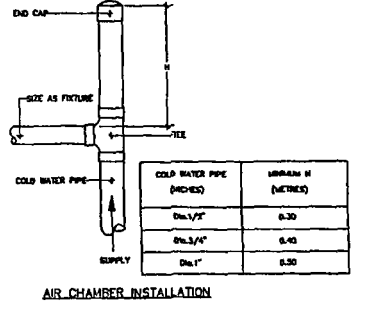 END CAP
H
SIZE AS FIXTURE
TEE
COLD WATER PIPE
SUPPLY
COLD WATER PIPE MINIMUM H
(INCHES) (METRES)
Dia.1/2" 0.30
Dia.3/4" 0.40
Dia.1" 0.50
AIR CHAMBER INSTALLATION